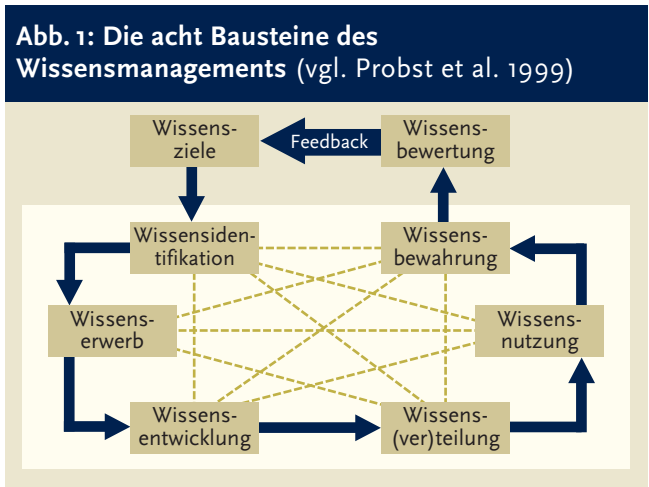 Abb. 1: Die acht Bausteine des
Wissensmanagements (vgl. Probst et al. 1999)
Wissens-
ziele
Feedback
Wissens-
bewertung
Wissensiden-
tifikation
Wissens-
bewahrung
Wissens-
erwerb
Wissens-
nutzung
Wissens-
entwicklung
Wissens-
(ver)teilung